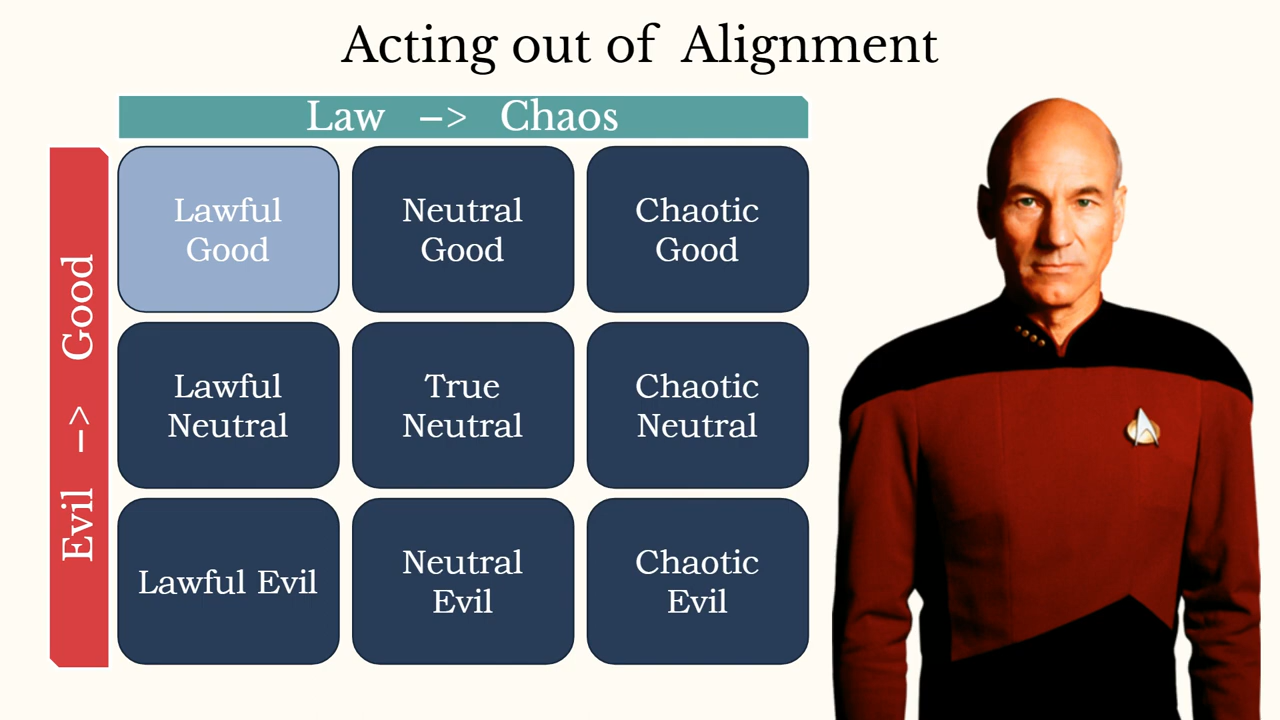 Acting out of Alignment
Law –> Chaos
Evil –> Good
Lawful
Good
Neutral
Good
Chaotic
Good
Lawful
Neutral
True
Neutral
Chaotic
Neutral
Lawful Evil
Neutral
Evil
Chaotic
Evil